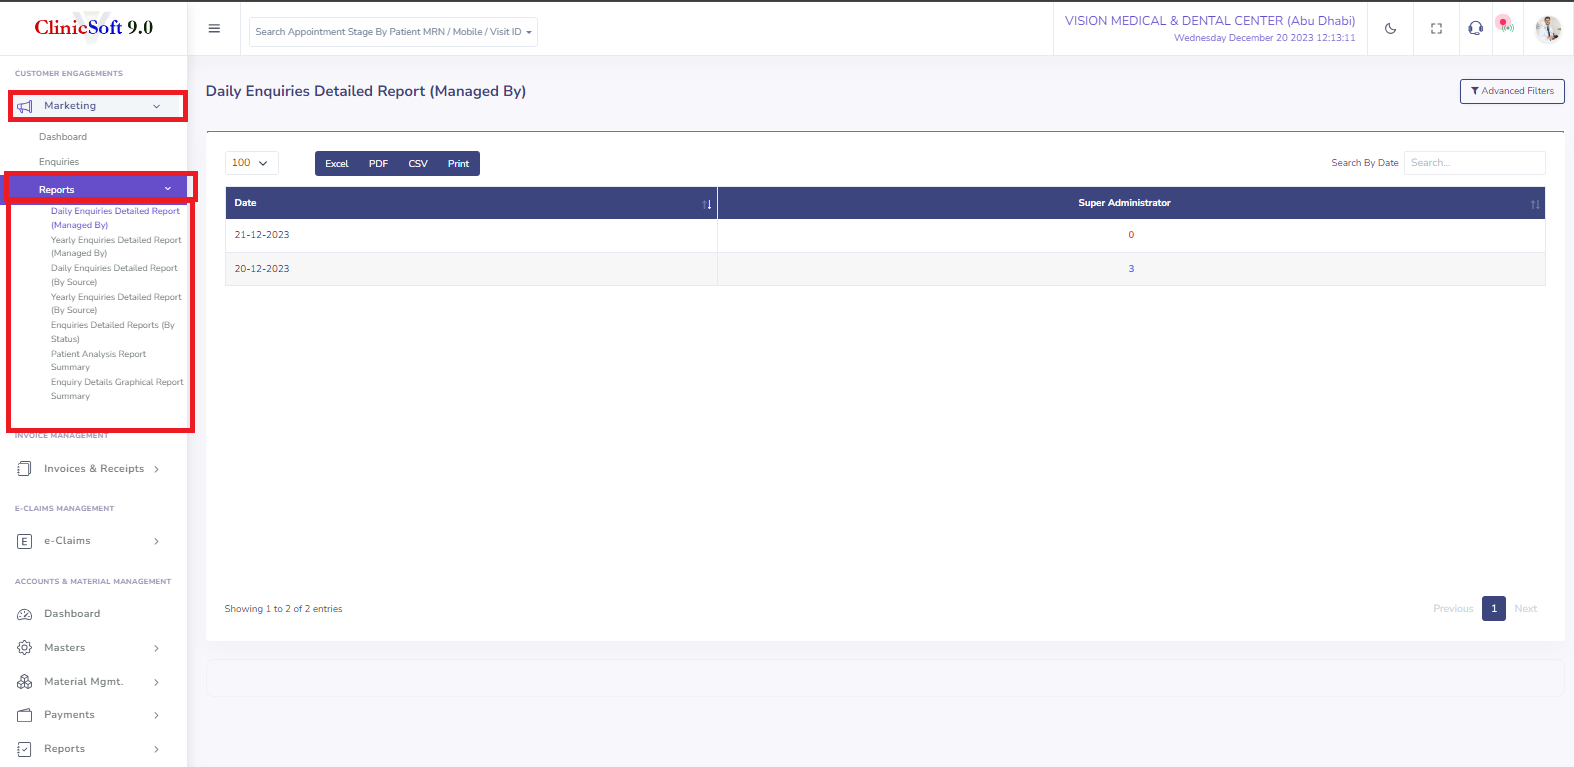 ClinicSoft 9.0
Search Appointment Stage By Patient MRN / Mobile / Visit ID
VISION MEDICAL & DENTAL CENTER (Abu Dhabi)
Wednesday December 20 2023 12:13:11
CUSTOMER ENGAGEMENTS
Marketing
Dashboard
Enquiries
Reports
Daily Enquiries Detailed Report
(Managed By)
Yearly Enquiries Detailed Report
(Managed By)
Daily Enquiries Detailed Report
(By Source)
Yearly Enquiries Detailed Report
(By Source)
Enquiries Detailed Reports (By
Status)
Patient Analysis Report
Summary
Enquiry Details Graphical Report
Summary
INVOICE MANAGEMENT
Invoices & Receipts
E-CLAIMS MANAGEMENT
E e-Claims
ACCOUNTS & MATERIAL MANAGEMENT
Dashboard
Masters
Material Mgmt.
Payments
Reports
Daily Enquiries Detailed Report (Managed By)
Advanced Filters
100
Excel PDF CSV Print
Search By Date Search...
Date Super Administrator
21-12-2023 0
20-12-2023 3
Showing 1 to 2 of 2 entries
Previous 1 Next